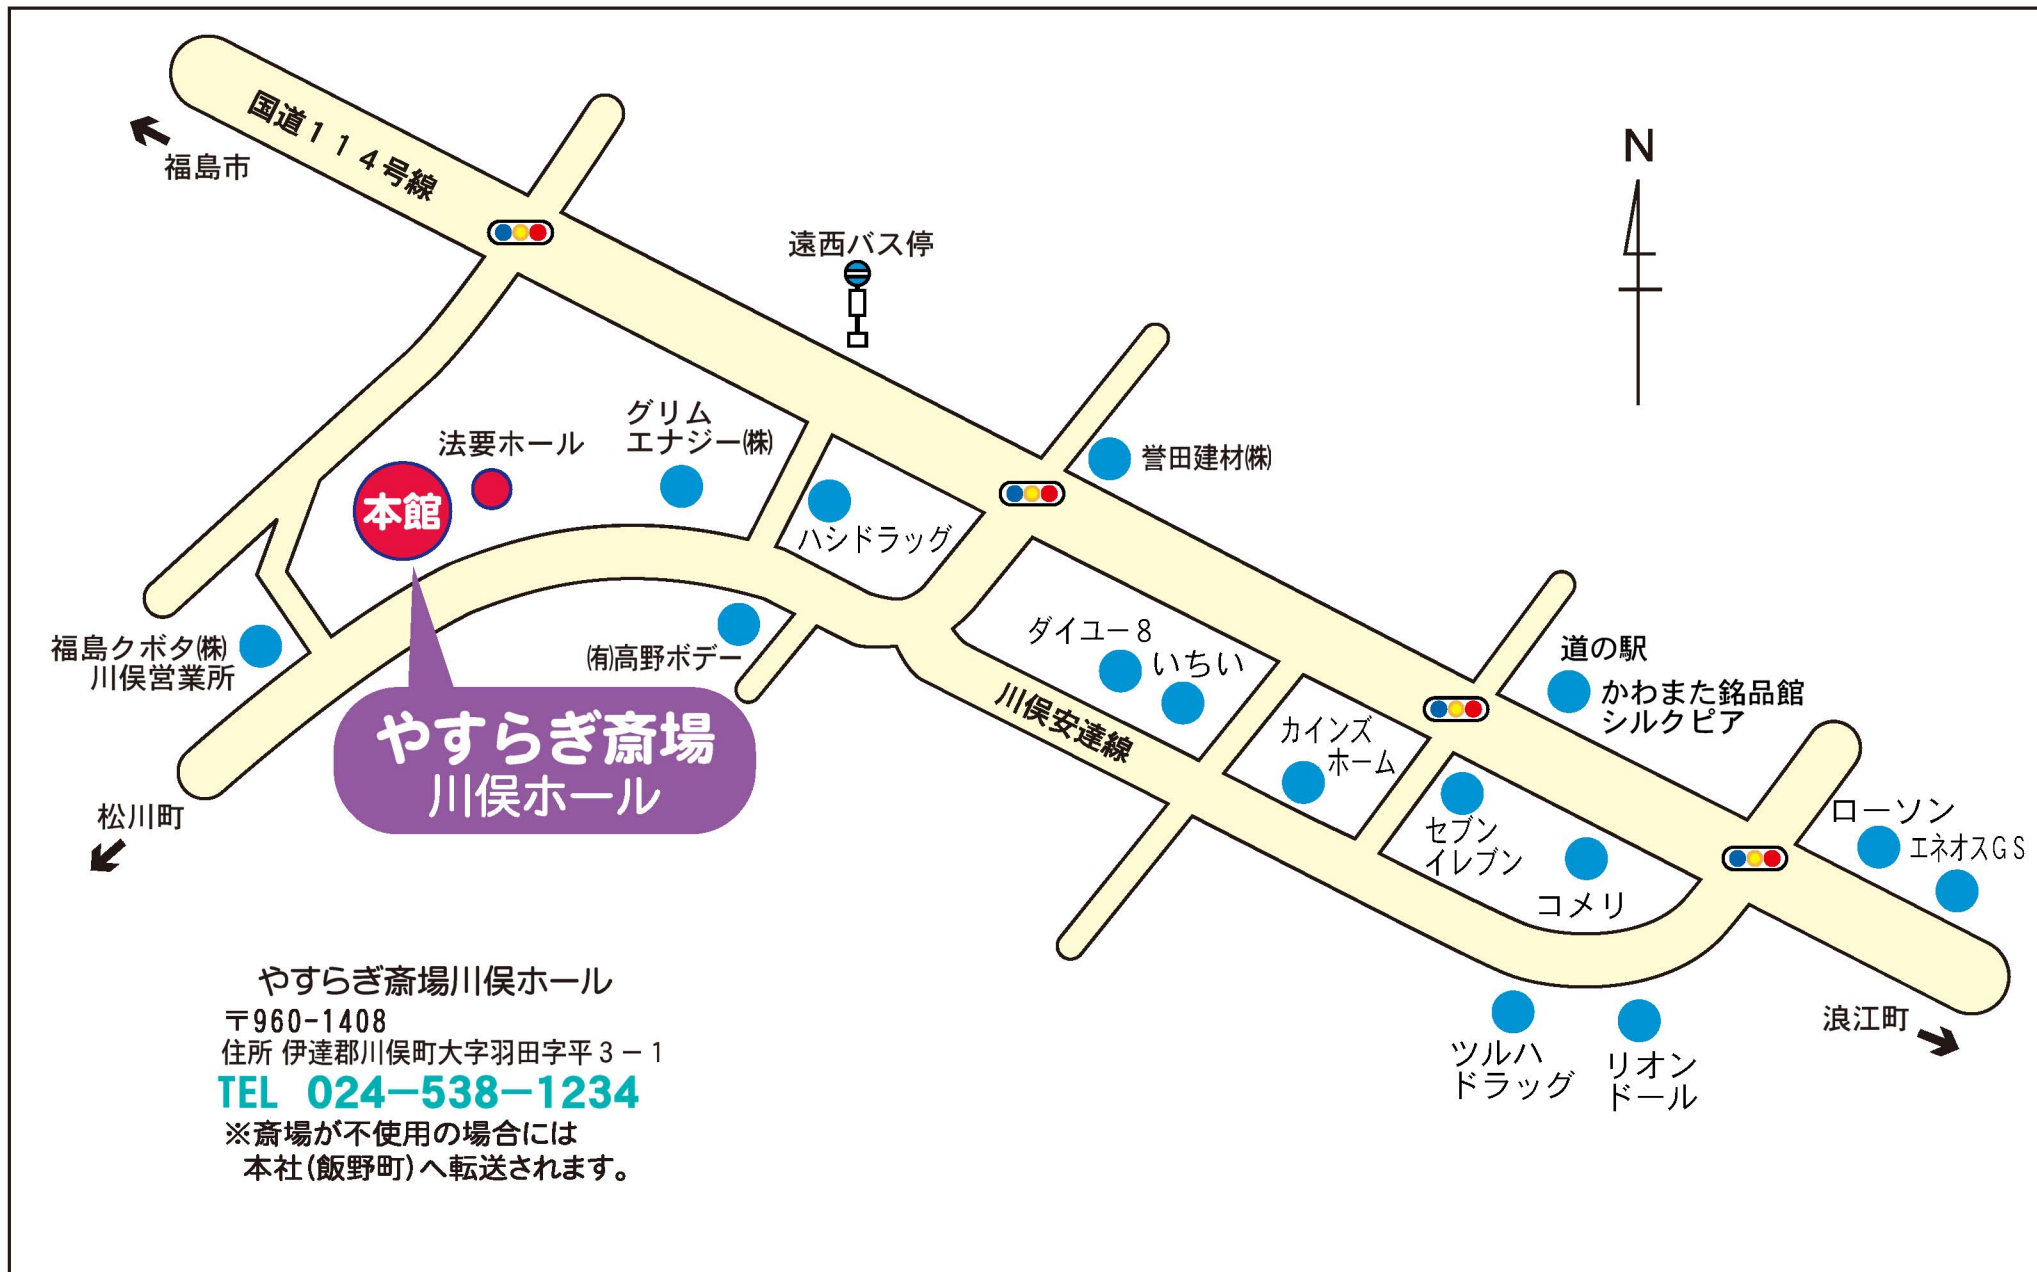 国道１１４号線
福島市
N
遠西バス停
グリム
エナジー㈱
法要ホール
本館
誉田建材㈱
ハシドラッグ
福島クボタ㈱
川俣営業所
㈲高野ボデー
ダイユー８
いちい
川俣安達線
道の駅
かわまた銘品館
シルクピア
カインズ
ホーム
やすらぎ斎場
川俣ホール
松川町
セブン
イレブン
コメリ
ローソン
エネオスＧＳ
浪江町
ツルハ
ドラッグ
リオン
ドール
やすらぎ斎場川俣ホール
〒960-1408
住所 伊達郡川俣町大字羽田字平３－１
TEL 024－538－1234
※斎場が不使用の場合には
本社(飯野町)へ転送されます。